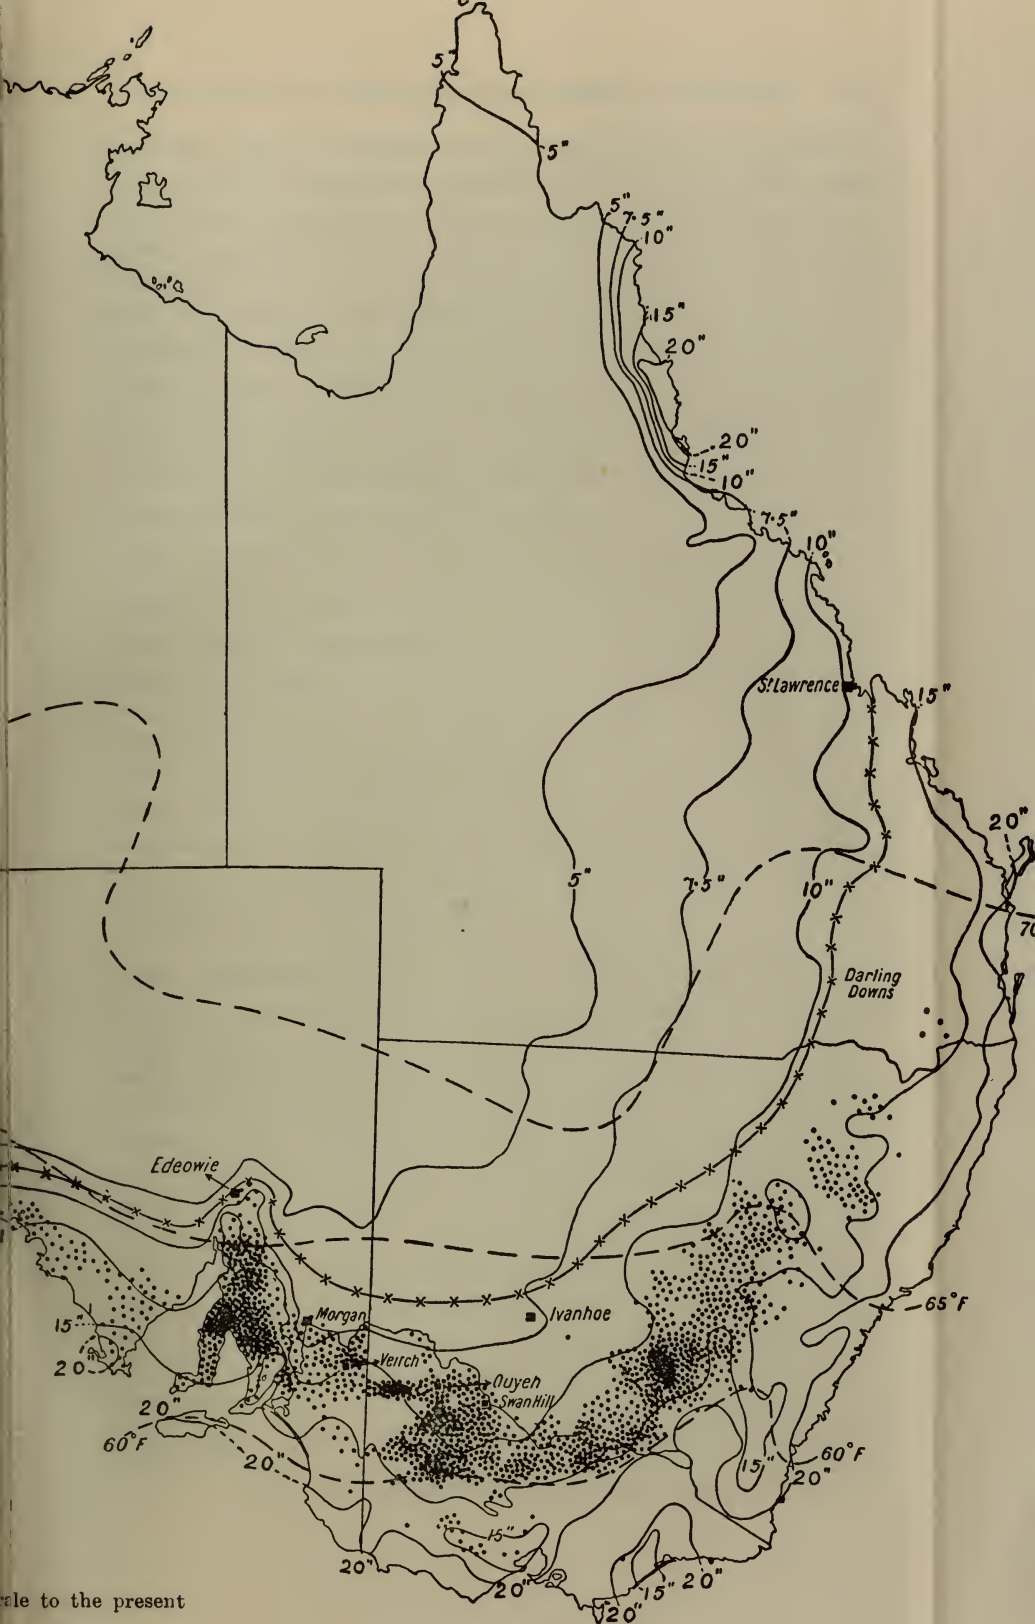 5"
5"
5"
7·5"
10"
15"
20"
20"
15"
10"
7·5"
10"
St Lawrence
15"
20"
5"
7·5"
10"
70
Darling
Downs
Edeowie
65°F
Morgan
Ivanhoe
15"
Veitch
20"
Ouyeh
Swan Hill
20"
60°F
20"
15"
60°F
20"
15"
20"
20"
15"
20"
20"
ale to the present